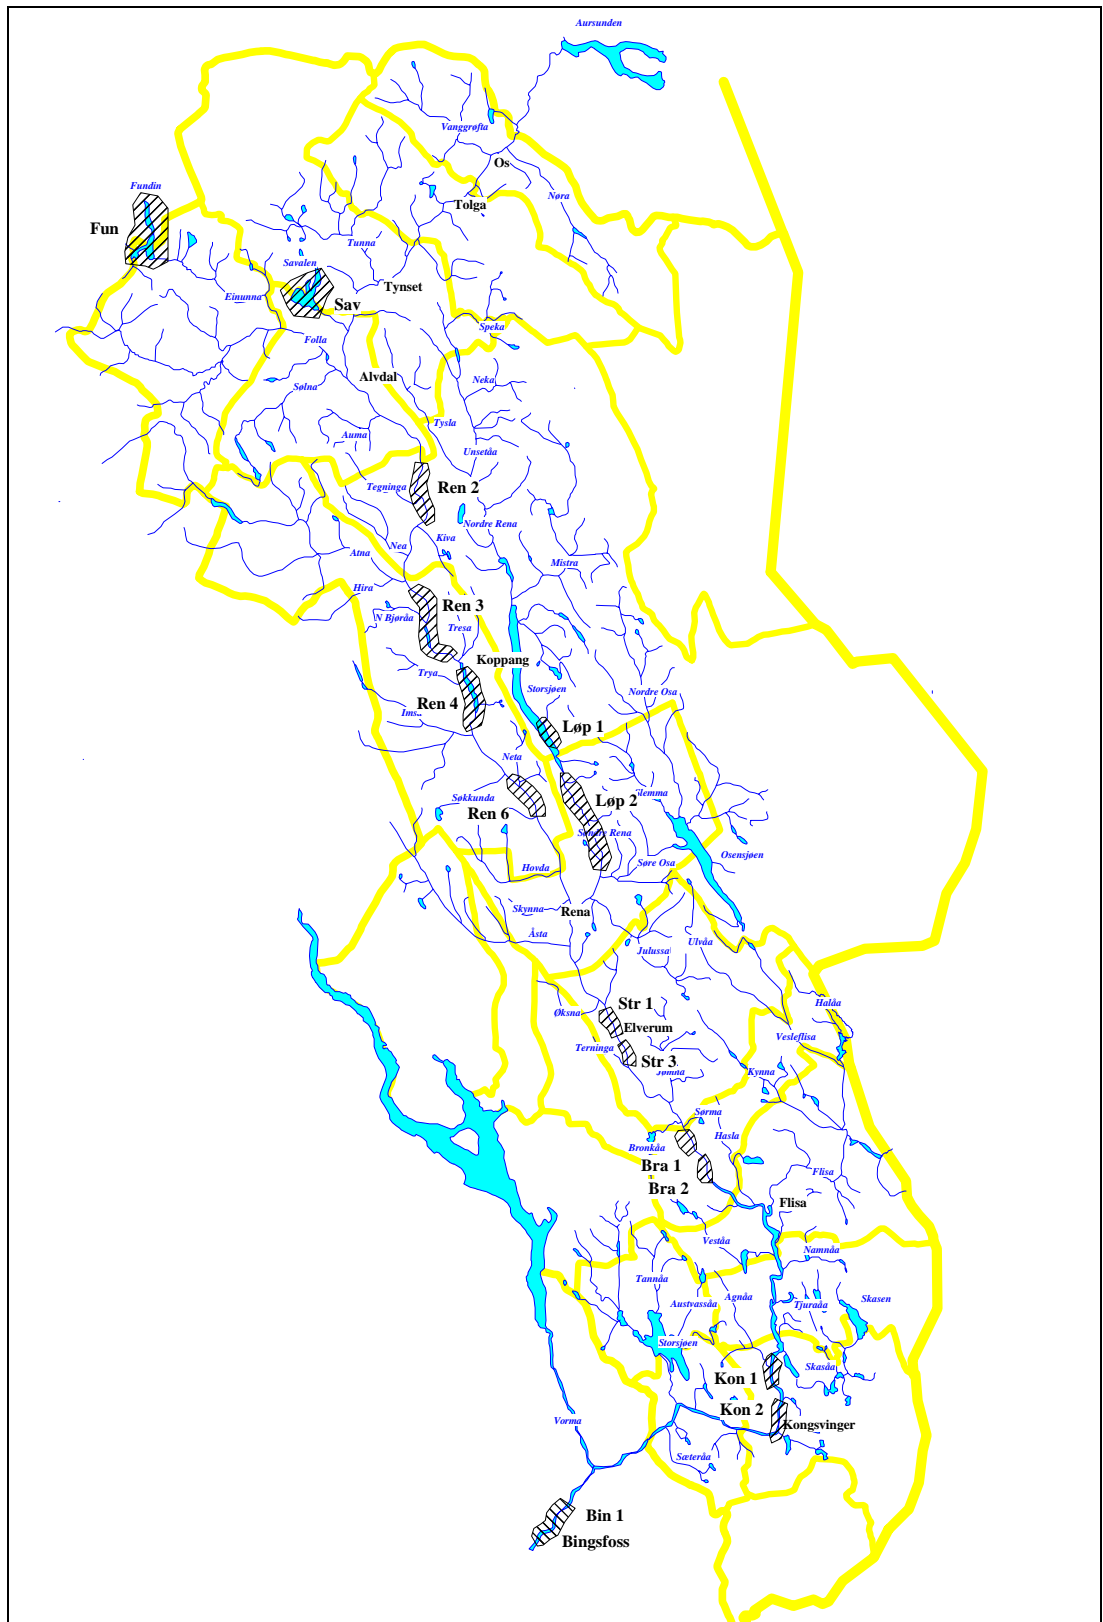 Aursunden
Vanggrøfta
Os
Fundin
Nøra
Tolga
Fun
Tunna
Savalen
Tynset
Einunna
Sav
Speka
Folla
Alvdal
Neka
Sølna
Tysla
Auma
Unsetåa
Tegninga
Ren 2
Nordre Rena
Kiva
Nea
Atna
Mistra
Hira
Ren 3
N Bjøråa
Tresa
Koppang
Trya
Storsjøen
Nordre Osa
Ren 4
Ims
Løp 1
Neta
Søkkunda
Løp 2
Ren 6
Søndre Rena
Osensjøen
Søre Osa
Hovda
Skynna
Rena
Åsta
Ulvåa
Julussa
Str 1
Halåa
Øksna
Elverum
Vesleflisa
Terninga
Str 3
Kynna
Sørma
Hasla
Bronkåa
Bra 1
Flisa
Bra 2
Flisa
Veståa
Namnåa
Tannåa
Agnåa
Skasen
Austvassåa
Tjuraåa
Storsjøen
Skasåa
Kon 1
Kon 2
Vorma
Kongsvinger
Sæteråa
Bin 1
Bingsfoss